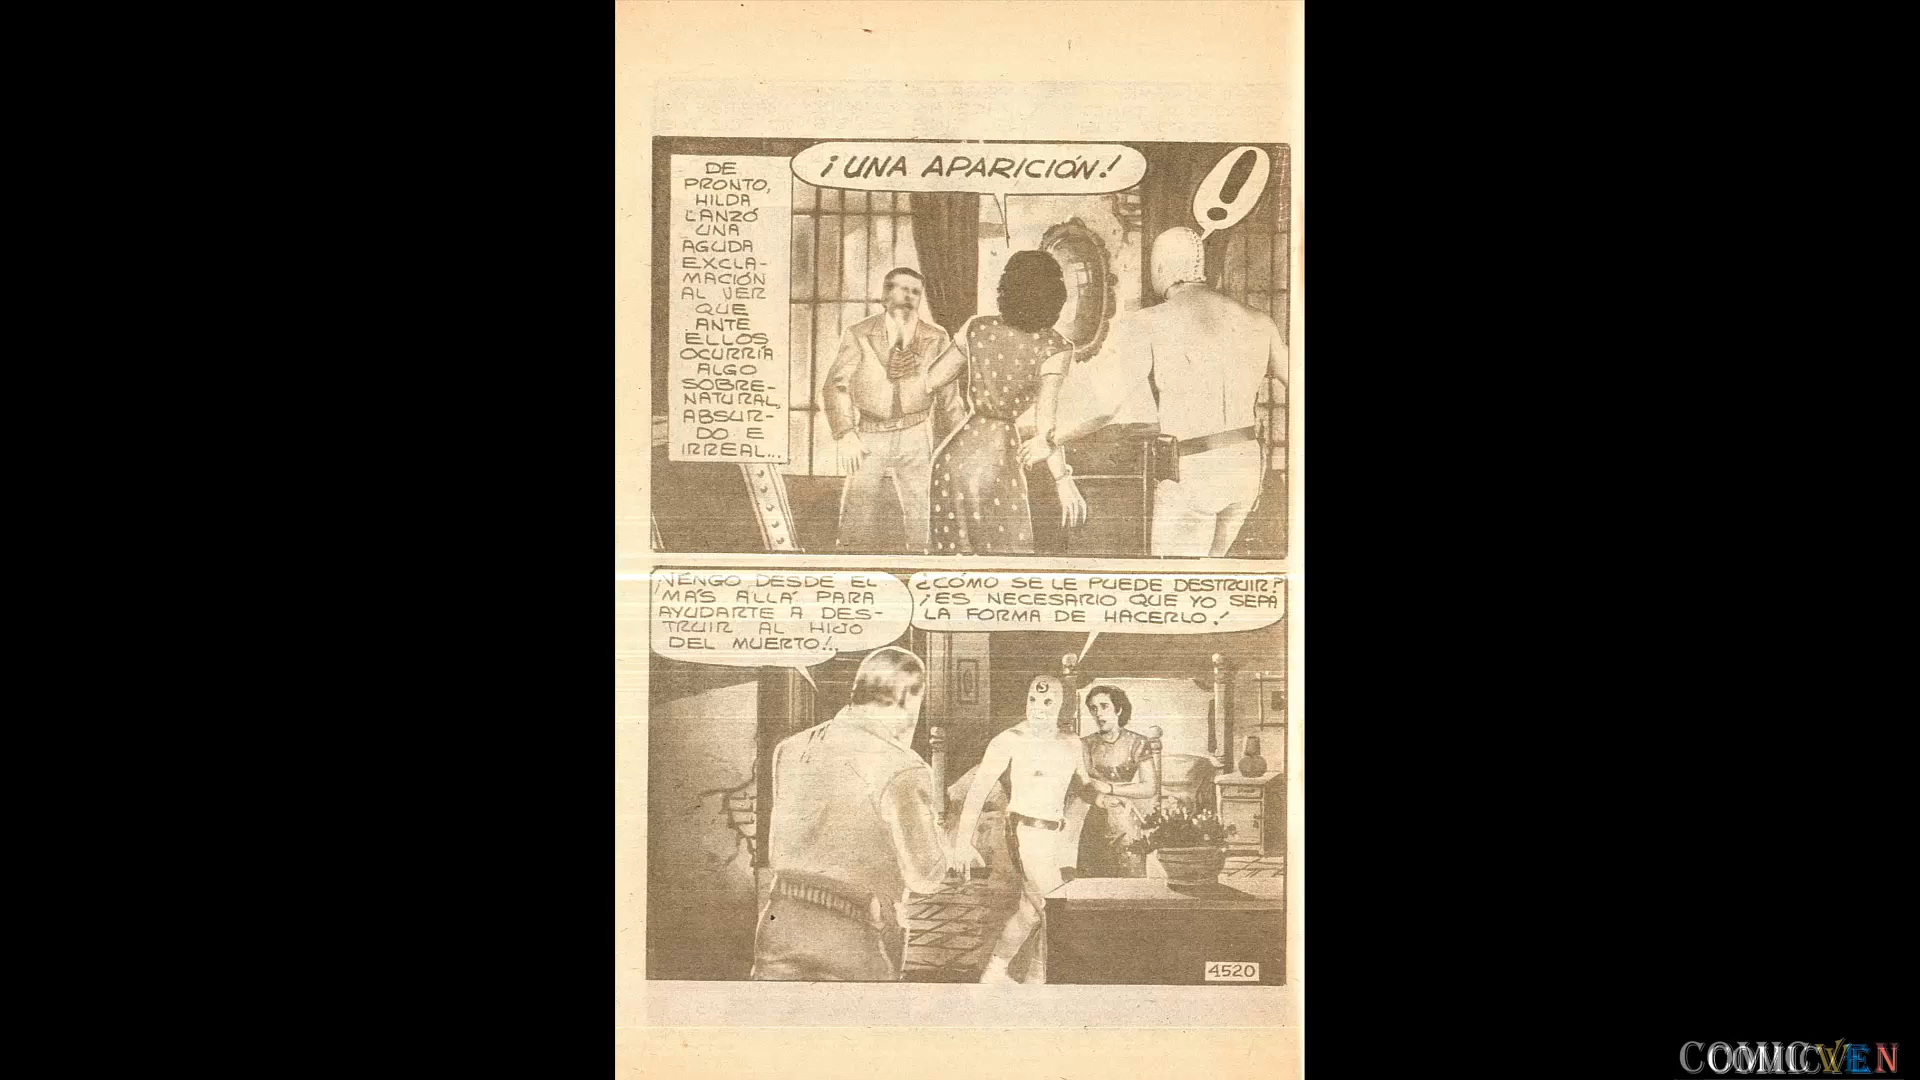 DE
PRONTO,
HILDA
LANZÓ
UNA
AGUDA
EXCLA-
MACIÓN
AL VER
QUE
ANTE
ELLOS
OCURRÍA
ALGO
SOBRE-
NATURAL,
ABSUR-
DO E
IRREAL...
¡UNA APARICIÓN!
!
¡VENGO DESDE EL
MÁS ALLÁ PARA
AYUDARTE A DES-
TRUIR AL HIJO
DEL MUERTO!..
¿CÓMO SE LE PUEDE DESTRUIR?
¡ES NECESARIO QUE YO SEPA
LA FORMA DE HACERLO!
S
4520
COMICVEN